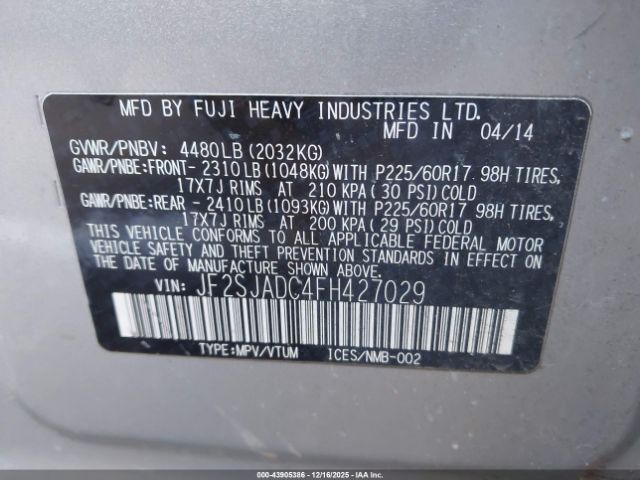 MFD BY FUJI HEAVY INDUSTRIES LTD.
MFD IN 04/14
GVWR/PNBV: 4480LB(2032KG)
GAWR/PNBE:FRONT- 2310LB(1048KG)WITH P225/60R17 98H TIRES,
17X7J RIMS AT 210 KPA(30 PSI)COLD
GAWR/PNBE:REAR - 2410LB(1093KG)WITH P225/60R17 98H TIRES,
17X7J RIMS AT 200 KPA(29 PSI)COLD
THIS VEHICLE CONFORMS TO ALL APPLICABLE FEDERAL MOTOR
VEHICLE SAFETY AND THEFT PREVENTION STANDARDS IN EFFECT ON
THE DATE OF MANUFACTURE SHOWN ABOVE.
VIN: JF2SJADC4FH427029
TYPE:MPV/VTUM ICES/NMB-002
000-43905386 - 12/16/2025 - IAAI.COM